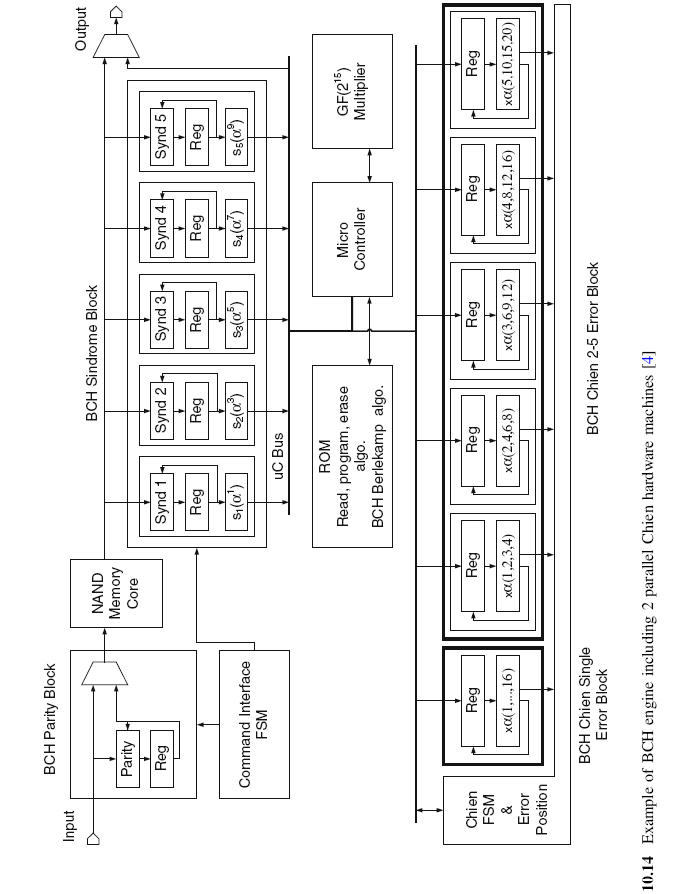 Input
BCH Parity Block
Parity
Reg
NAND
Memory
Core
Command Interface
FSM
BCH Sindrome Block
Synd 1
Reg
s₁(α¹)
Synd 2
Reg
s₂(α³)
Synd 3
Reg
s₃(α⁵)
Synd 4
Reg
s₄(α⁷)
Synd 5
Reg
s₅(α⁹)
Output
uC Bus
ROM
Read, program, erase
algo.
BCH Berlekamp algo.
Micro
Controller
GF(2¹⁵)
Multiplier
Chien
FSM
&
Error
Position
Reg
xα(1,...,16)
Reg
xα(1,2,3,4)
Reg
xα(2,4,6,8)
Reg
xα(3,6,9,12)
Reg
xα(4,8,12,16)
Reg
xα(5,10,15,20)
BCH Chien Single
Error Block
BCH Chien 2-5 Error Block
10.14 Example of BCH engine including 2 parallel Chien hardware machines [4]